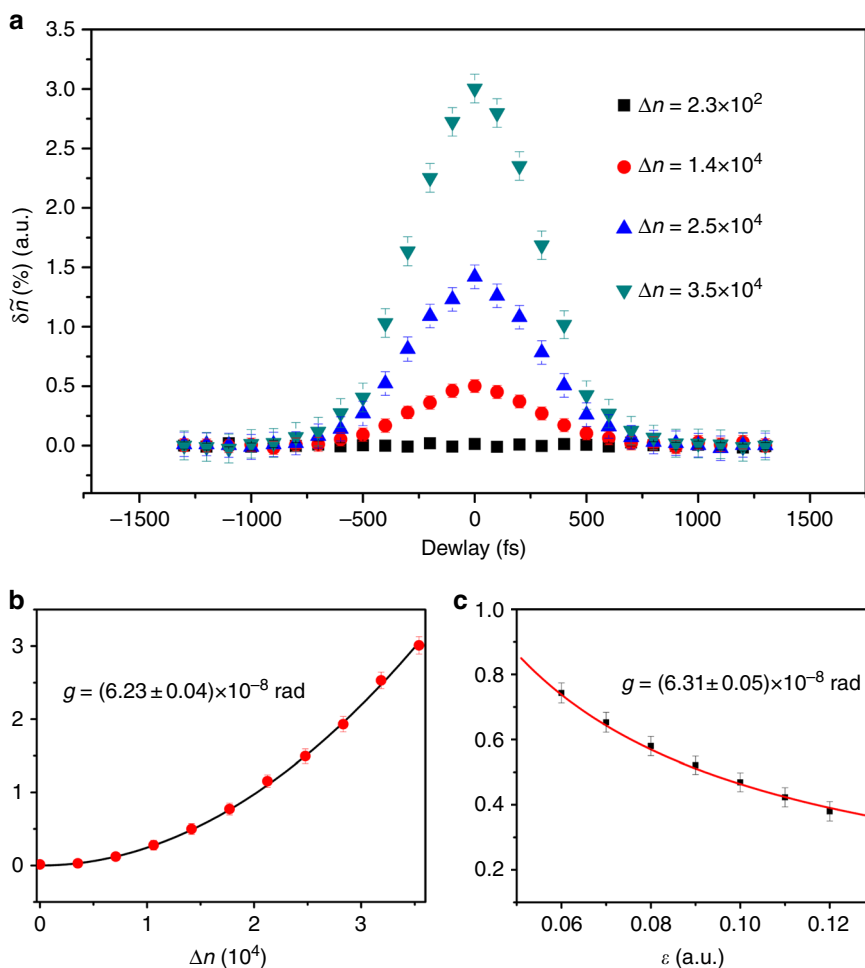 a
3.5
3.0
2.5
2.0
1.5
1.0
0.5
0.0
δñ(%) (a.u.)
Δn = 2.3×10²
Δn = 1.4×10⁴
Δn = 2.5×10⁴
Δn = 3.5×10⁴
−1500 −1000 −500 0 500 1000 1500
Dewlay (fs)
b
3
2
1
0
g = (6.23±0.04)×10⁻⁸ rad
0 1 2 3
Δn (10⁴)
c
1.0
0.8
0.6
0.4
0.2
g = (6.31±0.05)×10⁻⁸ rad
0.06 0.08 0.10 0.12
ε (a.u.)